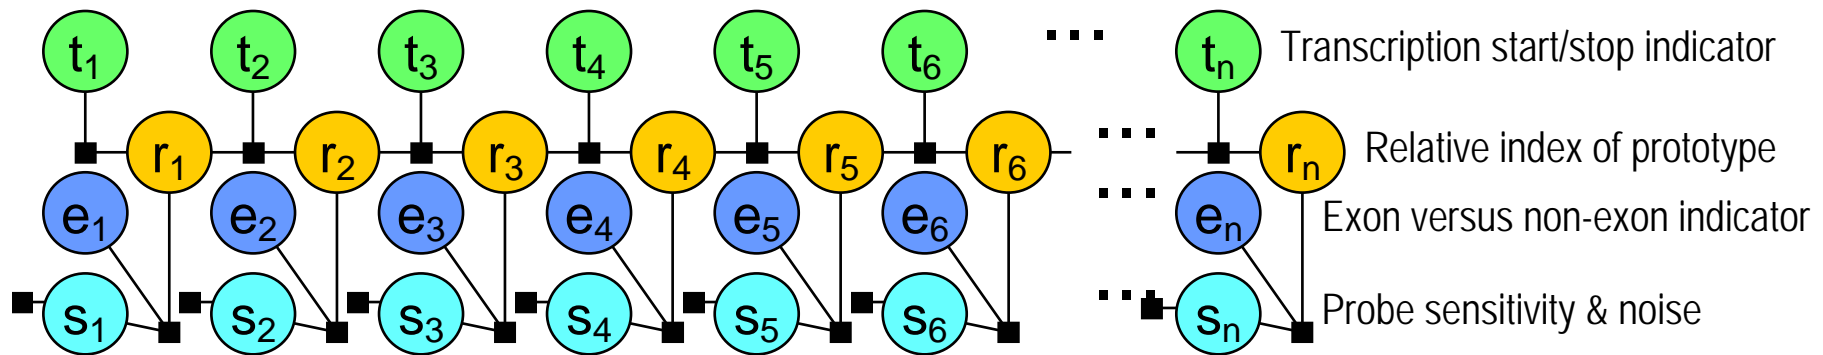 t1 t2 t3 t4 t5 t6 ... tn Transcription start/stop indicator
r1 r2 r3 r4 r5 r6 ... rn Relative index of prototype
e1 e2 e3 e4 e5 e6 ... en Exon versus non-exon indicator
s1 s2 s3 s4 s5 s6 ... sn Probe sensitivity & noise